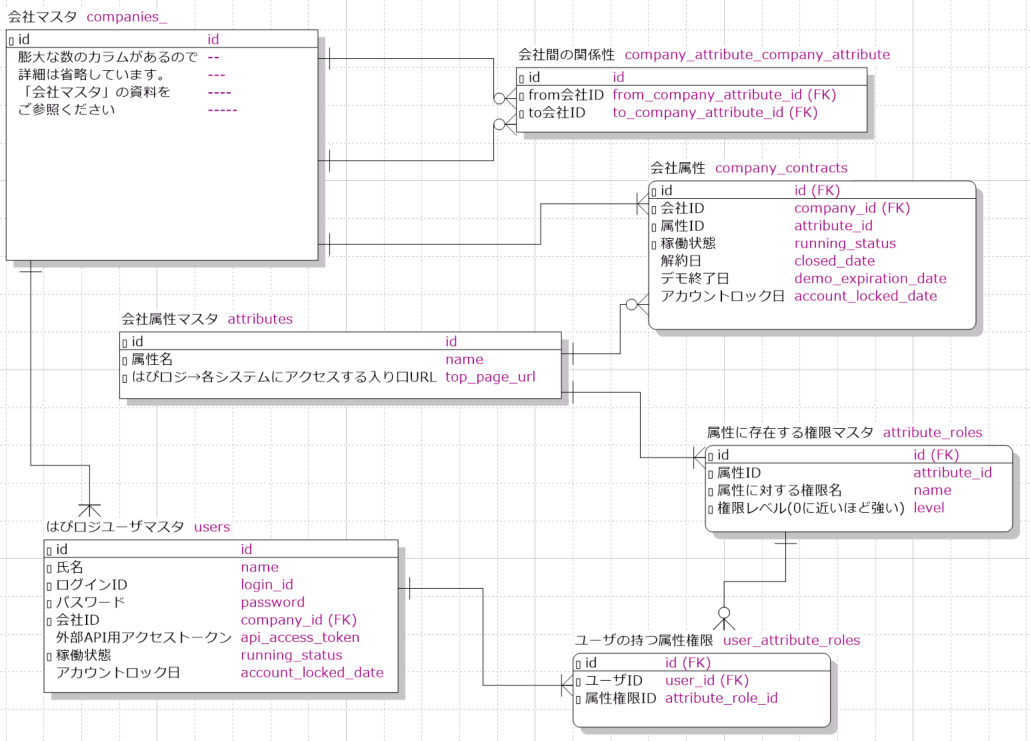 会社マスタ companies_
id id
膨大な数のカラムがあるので --
詳細は省略しています。 ---
「会社マスタ」の資料を ----
ご参照ください -----
会社間の関係性 company_attribute_company_attribute
id id
from会社ID from_company_attribute_id (FK)
to会社ID to_company_attribute_id (FK)
会社属性 company_contracts
id id (FK)
会社ID company_id (FK)
属性ID attribute_id
稼働状態 running_status
解約日 closed_date
デモ終了日 demo_expiration_date
アカウントロック日 account_locked_date
会社属性マスタ attributes
id id
属性名 name
はぴロジ→各システムにアクセスする入り口URL top_page_url
属性に存在する権限マスタ attribute_roles
id id (FK)
属性ID attribute_id
属性に対する権限名 name
権限レベル(0に近いほど強い) level
はぴロジユーザマスタ users
id id
氏名 name
ログインID login_id
パスワード password
会社ID company_id (FK)
外部API用アクセストークン api_access_token
稼働状態 running_status
アカウントロック日 account_locked_date
ユーザの持つ属性権限 user_attribute_roles
id id (FK)
ユーザID user_id (FK)
属性権限ID attribute_role_id